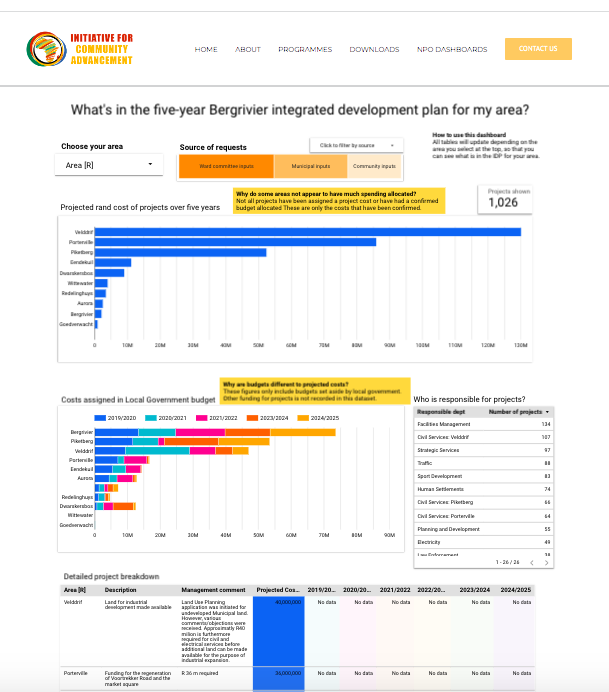 INITIATIVE FOR
COMMUNITY
ADVANCEMENT
HOME
ABOUT
PROGRAMMES
DOWNLOADS
NPO DASHBOARDS
CONTACT US
What's in the five-year Bergrivier integrated development plan for my area?
Choose your area
Area [R]
Source of requests
Click to filter by source
Ward committee inputs
Municipal inputs
Community inputs
How to use this dashboard
All tables will update depending on the
area you select at the top, so that you
can see what is in the IDP for your area.
Why do some areas not appear to have much spending allocated?
Not all projects have been assigned a project cost or have had a confirmed
budget allocated These are only the costs that have been confirmed.
Projects shown
1,026
Projected rand cost of projects over five years
Velddrif
Porterville
Piketberg
Eendekuil
Dwarskersbos
Wittewater
Redelinghuys
Aurora
Bergrivier
Goedverwacht
0 10M 20M 30M 40M 50M 60M 70M 80M 90M 100M 110M 120M 130M
Why are budgets different to projected costs?
These figures only include budgets set aside by local government.
Other funding for projects is not recorded in this dataset.
Costs assigned in Local Government budget
2019/2020 2020/2021 2021/2022 2023/2024 2024/2025
Bergrivier
Piketberg
Velddrif
Porterville
Eendekuil
Aurora
Redelinghuys
Dwarskersbos
Wittewater
Goedverwacht
0 10M 20M 30M 40M 50M 60M 70M 80M 90M
Who is responsible for projects?
Responsible dept Number of projects
Facilities Management 134
Civil Services: Velddrif 107
Strategic Services 97
Traffic 88
Sport Development 83
Human Settlements 74
Civil Services: Piketberg 66
Civil Services: Porterville 64
Planning and Development 55
Electricity 49
Law Enforcement 38
1 - 26 / 26
Detailed project breakdown
Area [R] Description Management comment Projected Cos... 2019/20... 2020/20... 2021/2022 2022/20... 2023/2024 2024/2025
Velddrif Land for industrial development made available
Land Use Planning
application was initiated for
undeveloped Municipal land.
However, various
comments/objections were
received. Approximatly R40
million is furthermore
required for civil and
electrical services before
additional land can be made
available for the purpose of
industrial expansion.
40,000,000 No data No data No data No data No data No data
Porterville Funding for the regeneration of Voortrekker Road and the market square
R 36 m required
36,000,000 No data No data No data No data No data No data